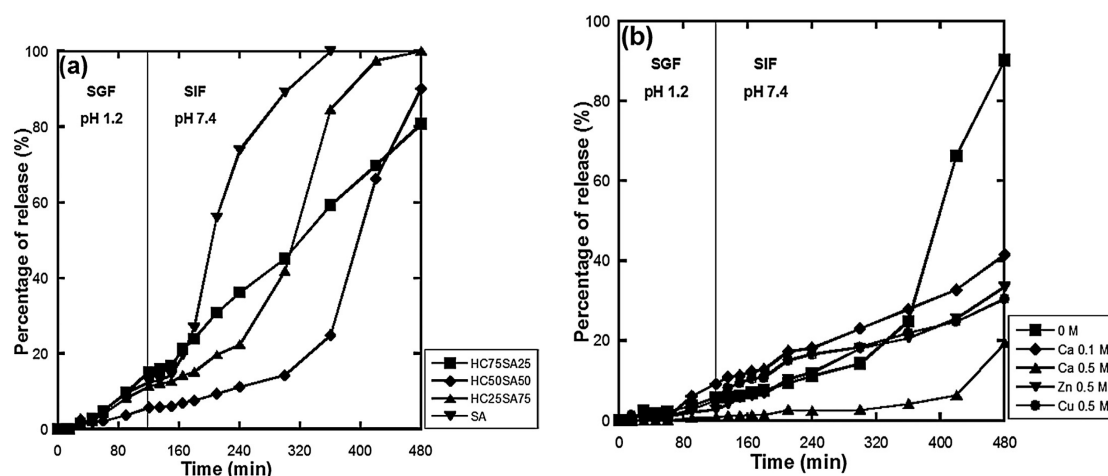 (a)
SGF SIF
pH 1.2 pH 7.4
Percentage of release (%)
100
80
60
40
20
0
0 80 160 240 320 400 480
Time (min)
HC75SA25
HC50SA50
HC25SA75
SA
(b)
SGF SIF
pH 1.2 pH 7.4
Percentage of release (%)
100
80
60
40
20
0
0 80 160 240 320 400 480
Time (min)
0 M
Ca 0.1 M
Ca 0.5 M
Zn 0.5 M
Cu 0.5 M